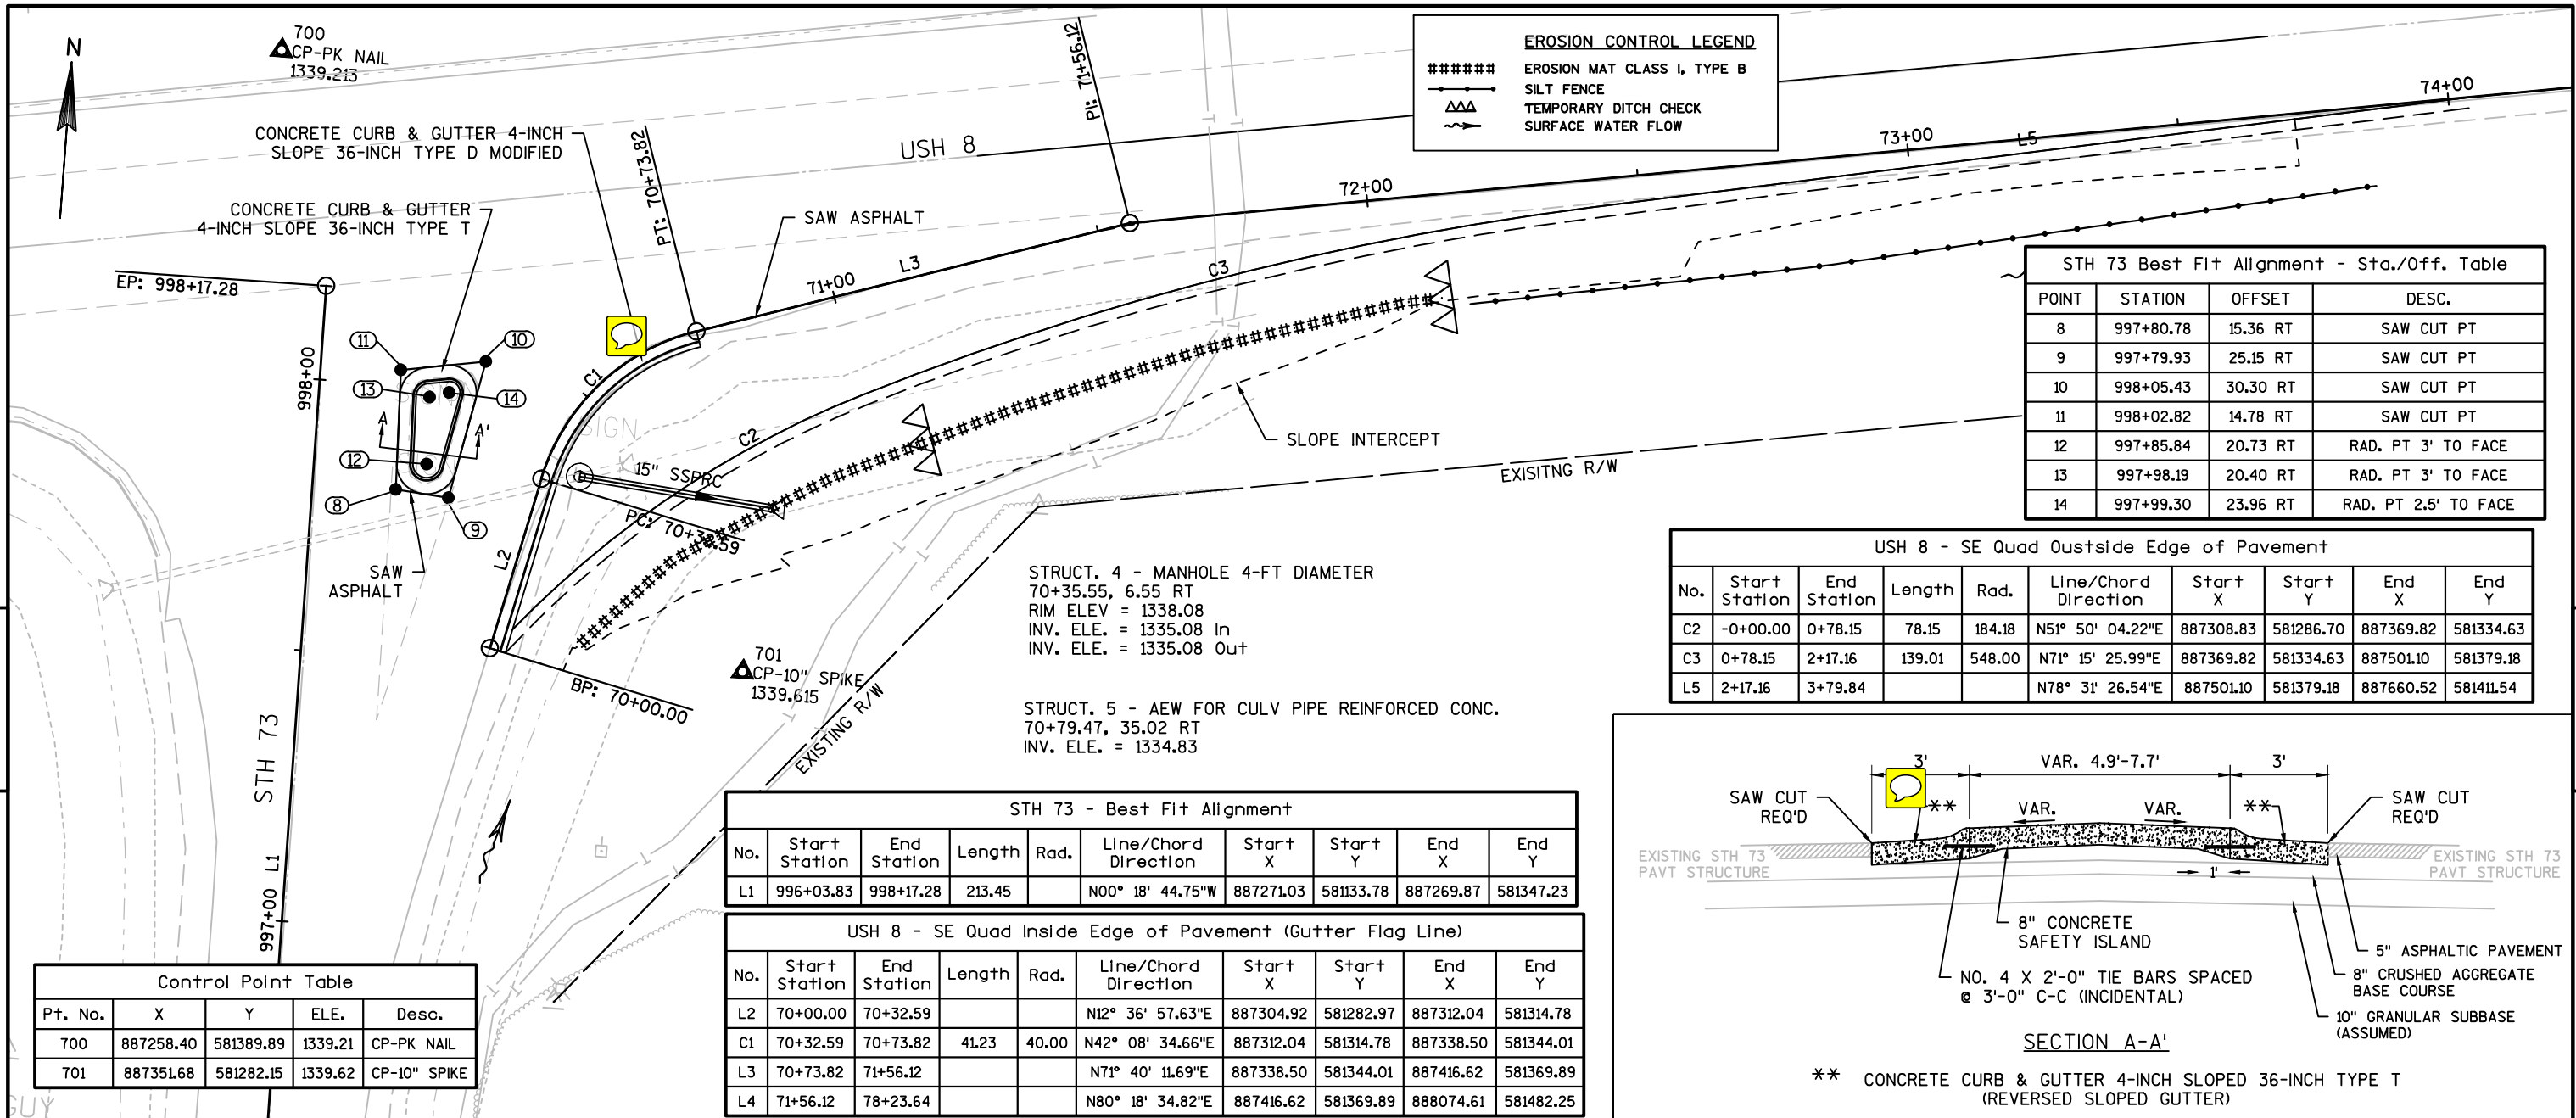 N
700
CP-PK NAIL
1339.213
CONCRETE CURB & GUTTER 4-INCH
SLOPE 36-INCH TYPE D MODIFIED
CONCRETE CURB & GUTTER
4-INCH SLOPE 36-INCH TYPE T
EP: 998+17.28
998+00
PT: 70+73.82
PI: 71+56.12
SAW ASPHALT
USH 8
EROSION CONTROL LEGEND
EROSION MAT CLASS I, TYPE B
SILT FENCE
TEMPORARY DITCH CHECK
SURFACE WATER FLOW
71+00
L3
72+00
73+00
L5
74+00
11
10
13
14
A
A'
12
8
9
SAW
ASPHALT
C1
SIGN
C2
C3
15" SSPRC
PC: 70+32.59
L2
SLOPE INTERCEPT
EXISITNG R/W
BP: 70+00.00
701
CP-10" SPIKE
1339.615
EXISTING R/W
STH 73
997+00 L1
STRUCT. 4 - MANHOLE 4-FT DIAMETER
70+35.55, 6.55 RT
RIM ELEV = 1338.08
INV. ELE. = 1335.08 In
INV. ELE. = 1335.08 Out
STRUCT. 5 - AEW FOR CULV PIPE REINFORCED CONC.
70+79.47, 35.02 RT
INV. ELE. = 1334.83
STH 73 Best Fit Alignment - Sta./Off. Table
POINT STATION OFFSET DESC.
8 997+80.78 15.36 RT SAW CUT PT
9 997+79.93 25.15 RT SAW CUT PT
10 998+05.43 30.30 RT SAW CUT PT
11 998+02.82 14.78 RT SAW CUT PT
12 997+85.84 20.73 RT RAD. PT 3' TO FACE
13 997+98.19 20.40 RT RAD. PT 3' TO FACE
14 997+99.30 23.96 RT RAD. PT 2.5' TO FACE
USH 8 - SE Quad Oustside Edge of Pavement
No. Start Station End Station Length Rad. Line/Chord Direction Start X Start Y End X End Y
C2 -0+00.00 0+78.15 78.15 184.18 N51° 50' 04.22"E 887308.83 581286.70 887369.82 581334.63
C3 0+78.15 2+17.16 139.01 548.00 N71° 15' 25.99"E 887369.82 581334.63 887501.10 581379.18
L5 2+17.16 3+79.84 N78° 31' 26.54"E 887501.10 581379.18 887660.52 581411.54
STH 73 - Best Fit Alignment
No. Start Station End Station Length Rad. Line/Chord Direction Start X Start Y End X End Y
L1 996+03.83 998+17.28 213.45 N00° 18' 44.75"W 887271.03 581133.78 887269.87 581347.23
USH 8 - SE Quad Inside Edge of Pavement (Gutter Flag Line)
No. Start Station End Station Length Rad. Line/Chord Direction Start X Start Y End X End Y
L2 70+00.00 70+32.59 N12° 36' 57.63"E 887304.92 581282.97 887312.04 581314.78
C1 70+32.59 70+73.82 41.23 40.00 N42° 08' 34.66"E 887312.04 581314.78 887338.50 581344.01
L3 70+73.82 71+56.12 N71° 40' 11.69"E 887338.50 581344.01 887416.62 581369.89
L4 71+56.12 78+23.64 N80° 18' 34.82"E 887416.62 581369.89 888074.61 581482.25
Control Point Table
Pt. No. X Y ELE. Desc.
700 887258.40 581389.89 1339.21 CP-PK NAIL
701 887351.68 581282.15 1339.62 CP-10" SPIKE
GUY
3'
VAR. 4.9'-7.7'
3'
SAW CUT
REQ'D
**
VAR.
VAR.
**
SAW CUT
REQ'D
EXISTING STH 73
PAVT STRUCTURE
EXISTING STH 73
PAVT STRUCTURE
1'
8" CONCRETE
SAFETY ISLAND
NO. 4 X 2'-0" TIE BARS SPACED
@ 3'-0" C-C (INCIDENTAL)
5" ASPHALTIC PAVEMENT
8" CRUSHED AGGREGATE
BASE COURSE
10" GRANULAR SUBBASE
(ASSUMED)
SECTION A-A'
** CONCRETE CURB & GUTTER 4-INCH SLOPED 36-INCH TYPE T
(REVERSED SLOPED GUTTER)